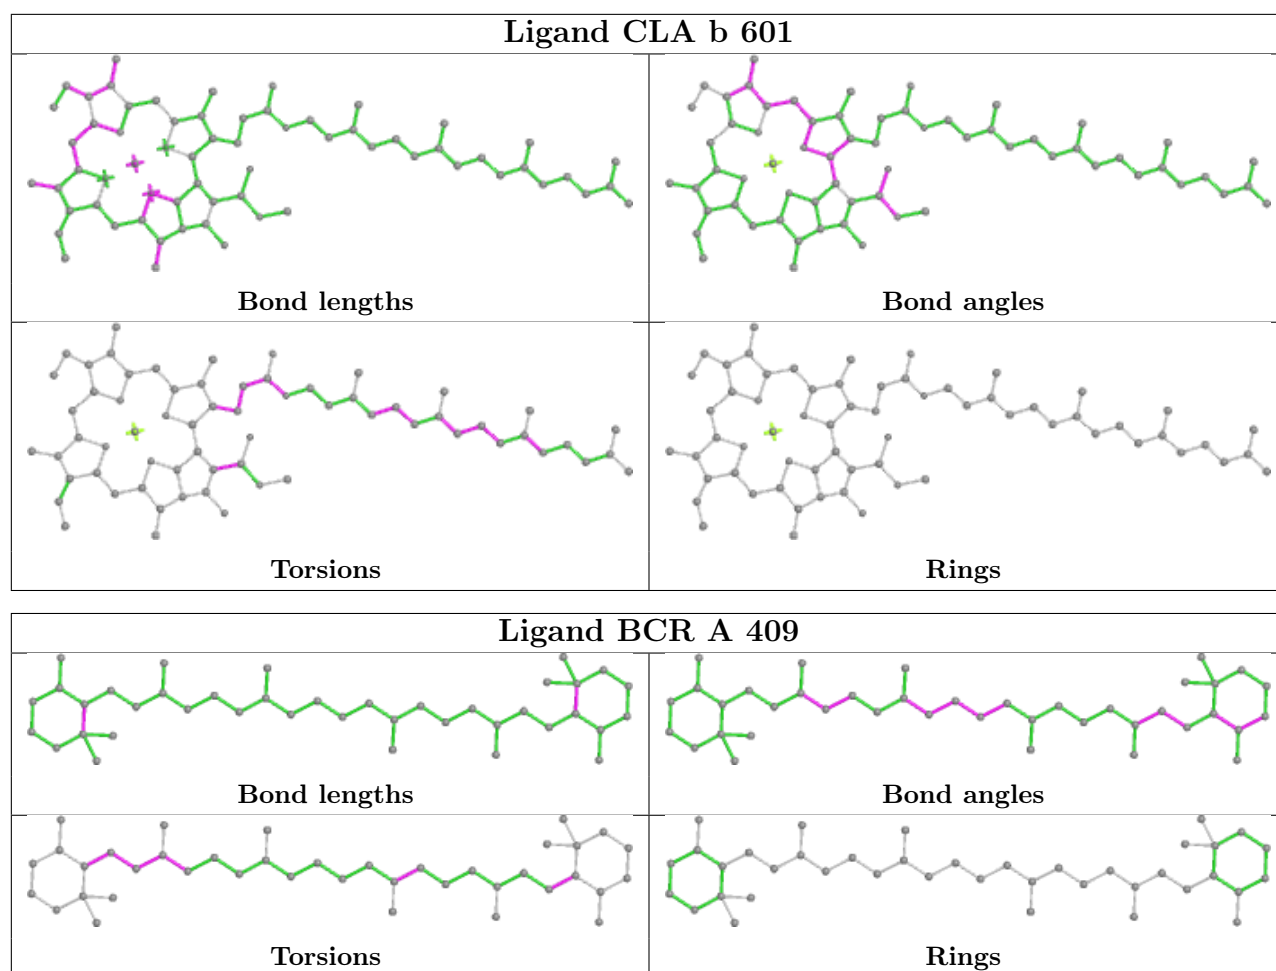 Ligand CLA b 601
Bond lengths
Bond angles
Torsions
Rings
Ligand BCR A 409
Bond lengths
Bond angles
Torsions
Rings